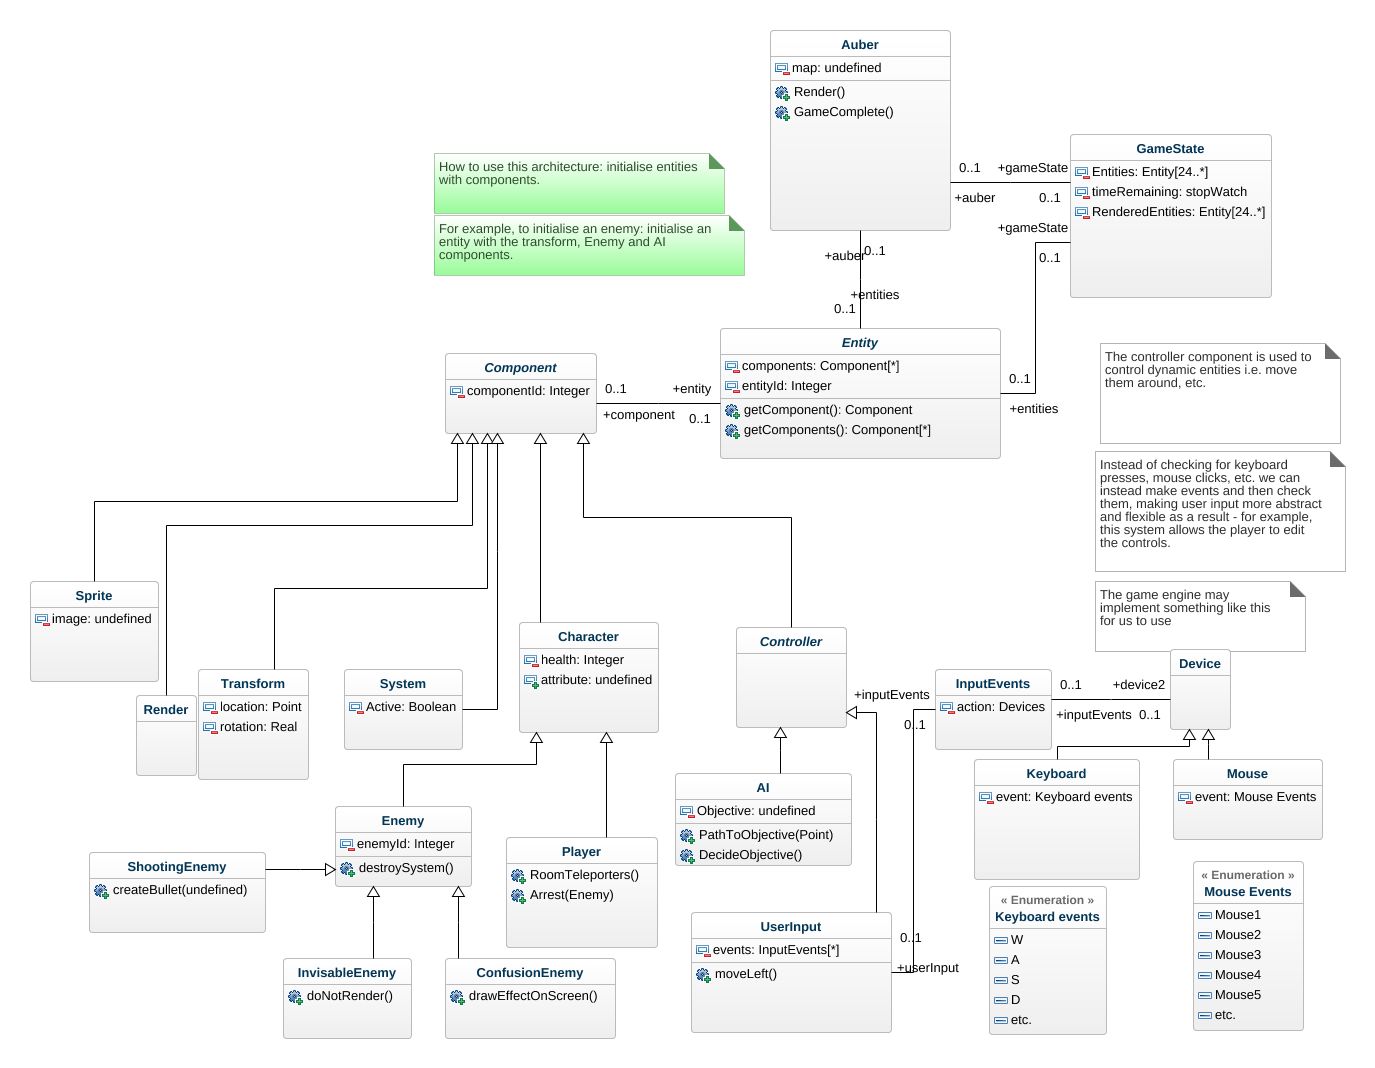 Auber
map: undefined
Render()
GameComplete()
GameState
Entities: Entity[24..*]
timeRemaining: stopWatch
RenderedEntities: Entity[24..*]
0..1
+gameState
+auber
0..1
+gameState
0..1
How to use this architecture: initialise entities
with components.
For example, to initialise an enemy: initialise an
entity with the transform, Enemy and AI
components.
+auber
0..1
+entities
0..1
Entity
components: Component[*]
entityId: Integer
getComponent(): Component
getComponents(): Component[*]
0..1
+entities
Component
componentId: Integer
0..1
+entity
+component
0..1
The controller component is used to
control dynamic entities i.e. move
them around, etc.
Instead of checking for keyboard
presses, mouse clicks, etc. we can
instead make events and then check
them, making user input more abstract
and flexible as a result - for example,
this system allows the player to edit
the controls.
The game engine may
implement something like this
for us to use
Sprite
image: undefined
Render
Transform
location: Point
rotation: Real
System
Active: Boolean
Character
health: Integer
attribute: undefined
Controller
+inputEvents
0..1
InputEvents
action: Devices
0..1
+device2
+inputEvents
0..1
Device
Keyboard
event: Keyboard events
Mouse
event: Mouse Events
AI
Objective: undefined
PathToObjective(Point)
DecideObjective()
Enemy
enemyId: Integer
destroySystem()
Player
RoomTeleporters()
Arrest(Enemy)
ShootingEnemy
createBullet(undefined)
InvisableEnemy
doNotRender()
ConfusionEnemy
drawEffectOnScreen()
UserInput
events: InputEvents[*]
moveLeft()
0..1
+userInput
« Enumeration »
Keyboard events
W
A
S
D
etc.
« Enumeration »
Mouse Events
Mouse1
Mouse2
Mouse3
Mouse4
Mouse5
etc.